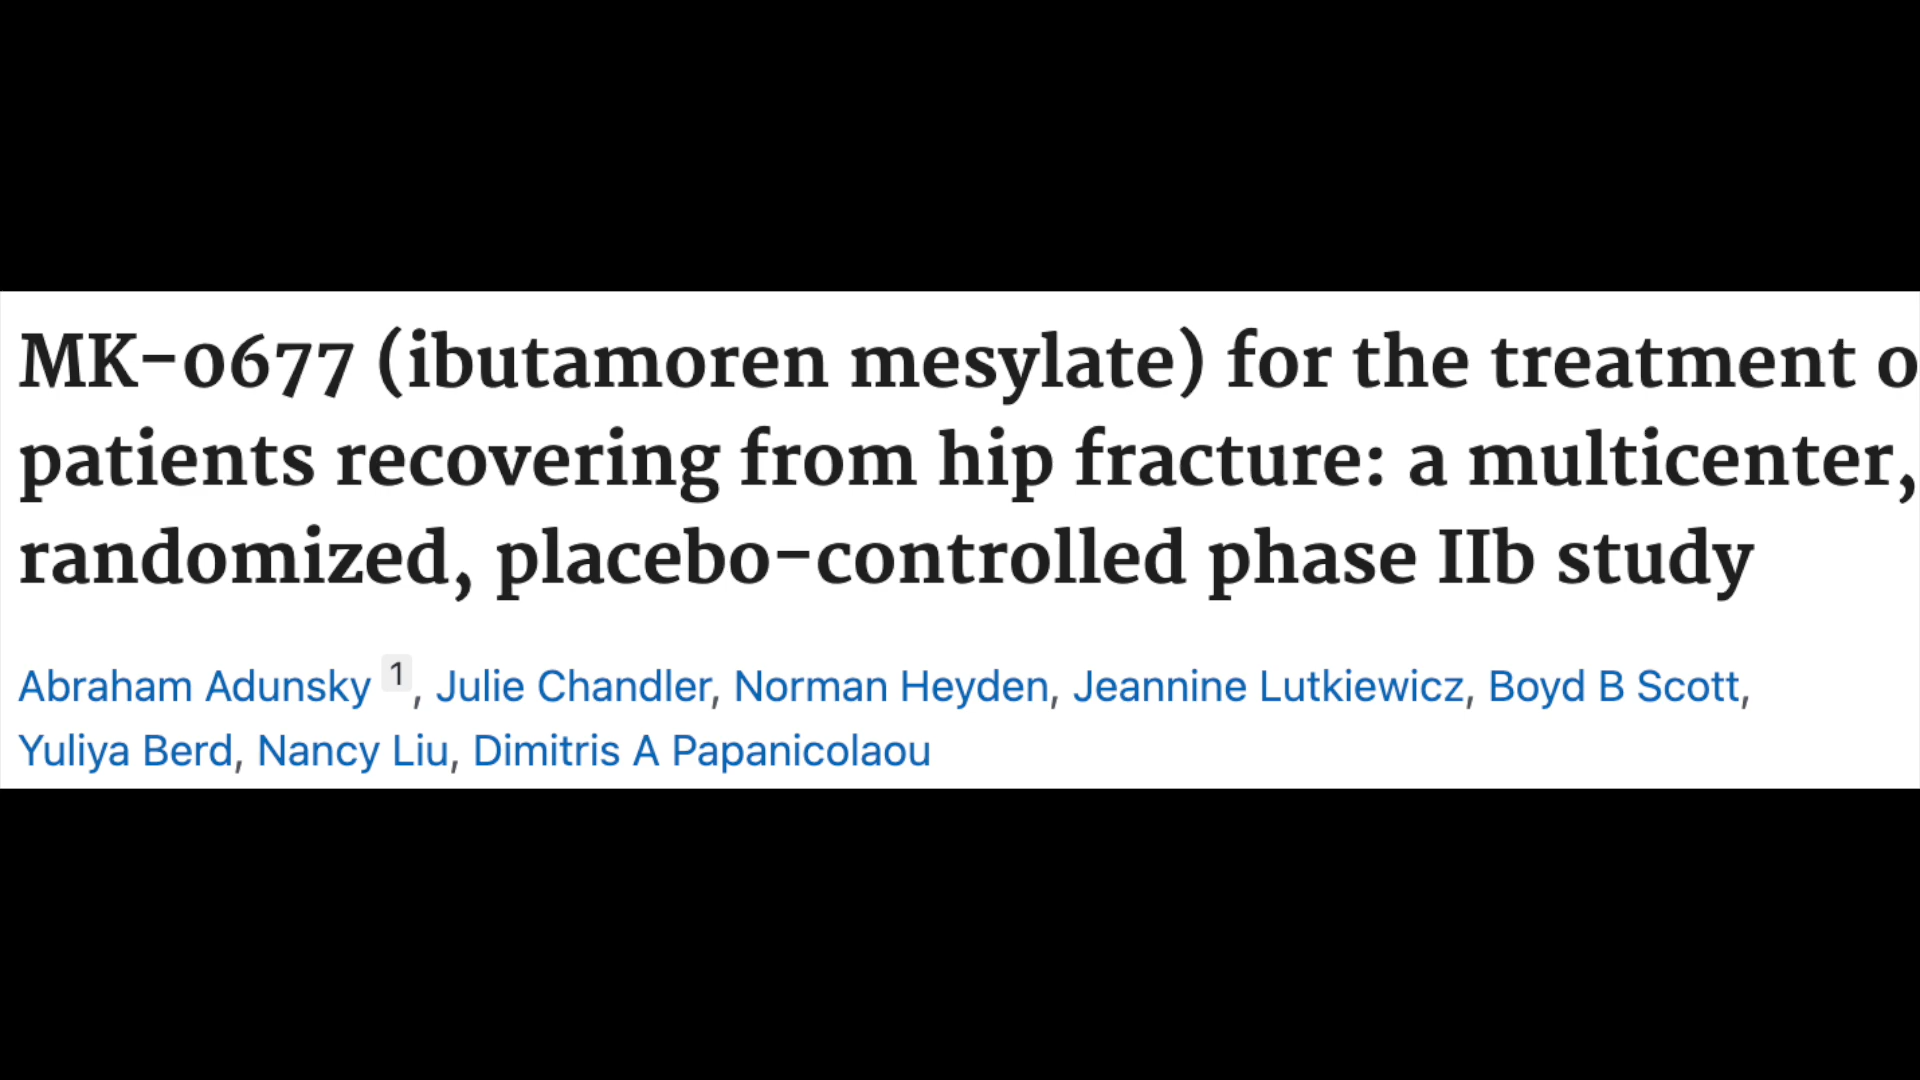 MK-0677 (ibutamoren mesylate) for the treatment o
patients recovering from hip fracture: a multicenter,
randomized, placebo-controlled phase IIb study
Abraham Adunsky 1, Julie Chandler, Norman Heyden, Jeannine Lutkiewicz, Boyd B Scott,
Yuliya Berd, Nancy Liu, Dimitris A Papanicolaou